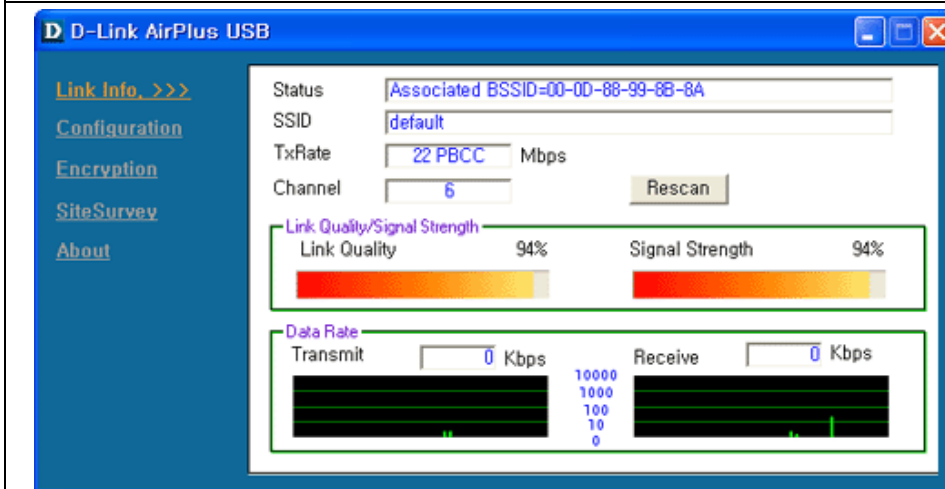 D D-Link AirPlus USB
Link Info. >>>
Configuration
Encryption
SiteSurvey
About
Status Associated BSSID=00-0D-88-99-8B-8A
SSID default
TxRate 22 PBCC Mbps
Channel 6 Rescan
Link Quality/Signal Strength
Link Quality 94% Signal Strength 94%
Data Rate
Transmit 0 Kbps Receive 0 Kbps
10000
1000
100
10
0